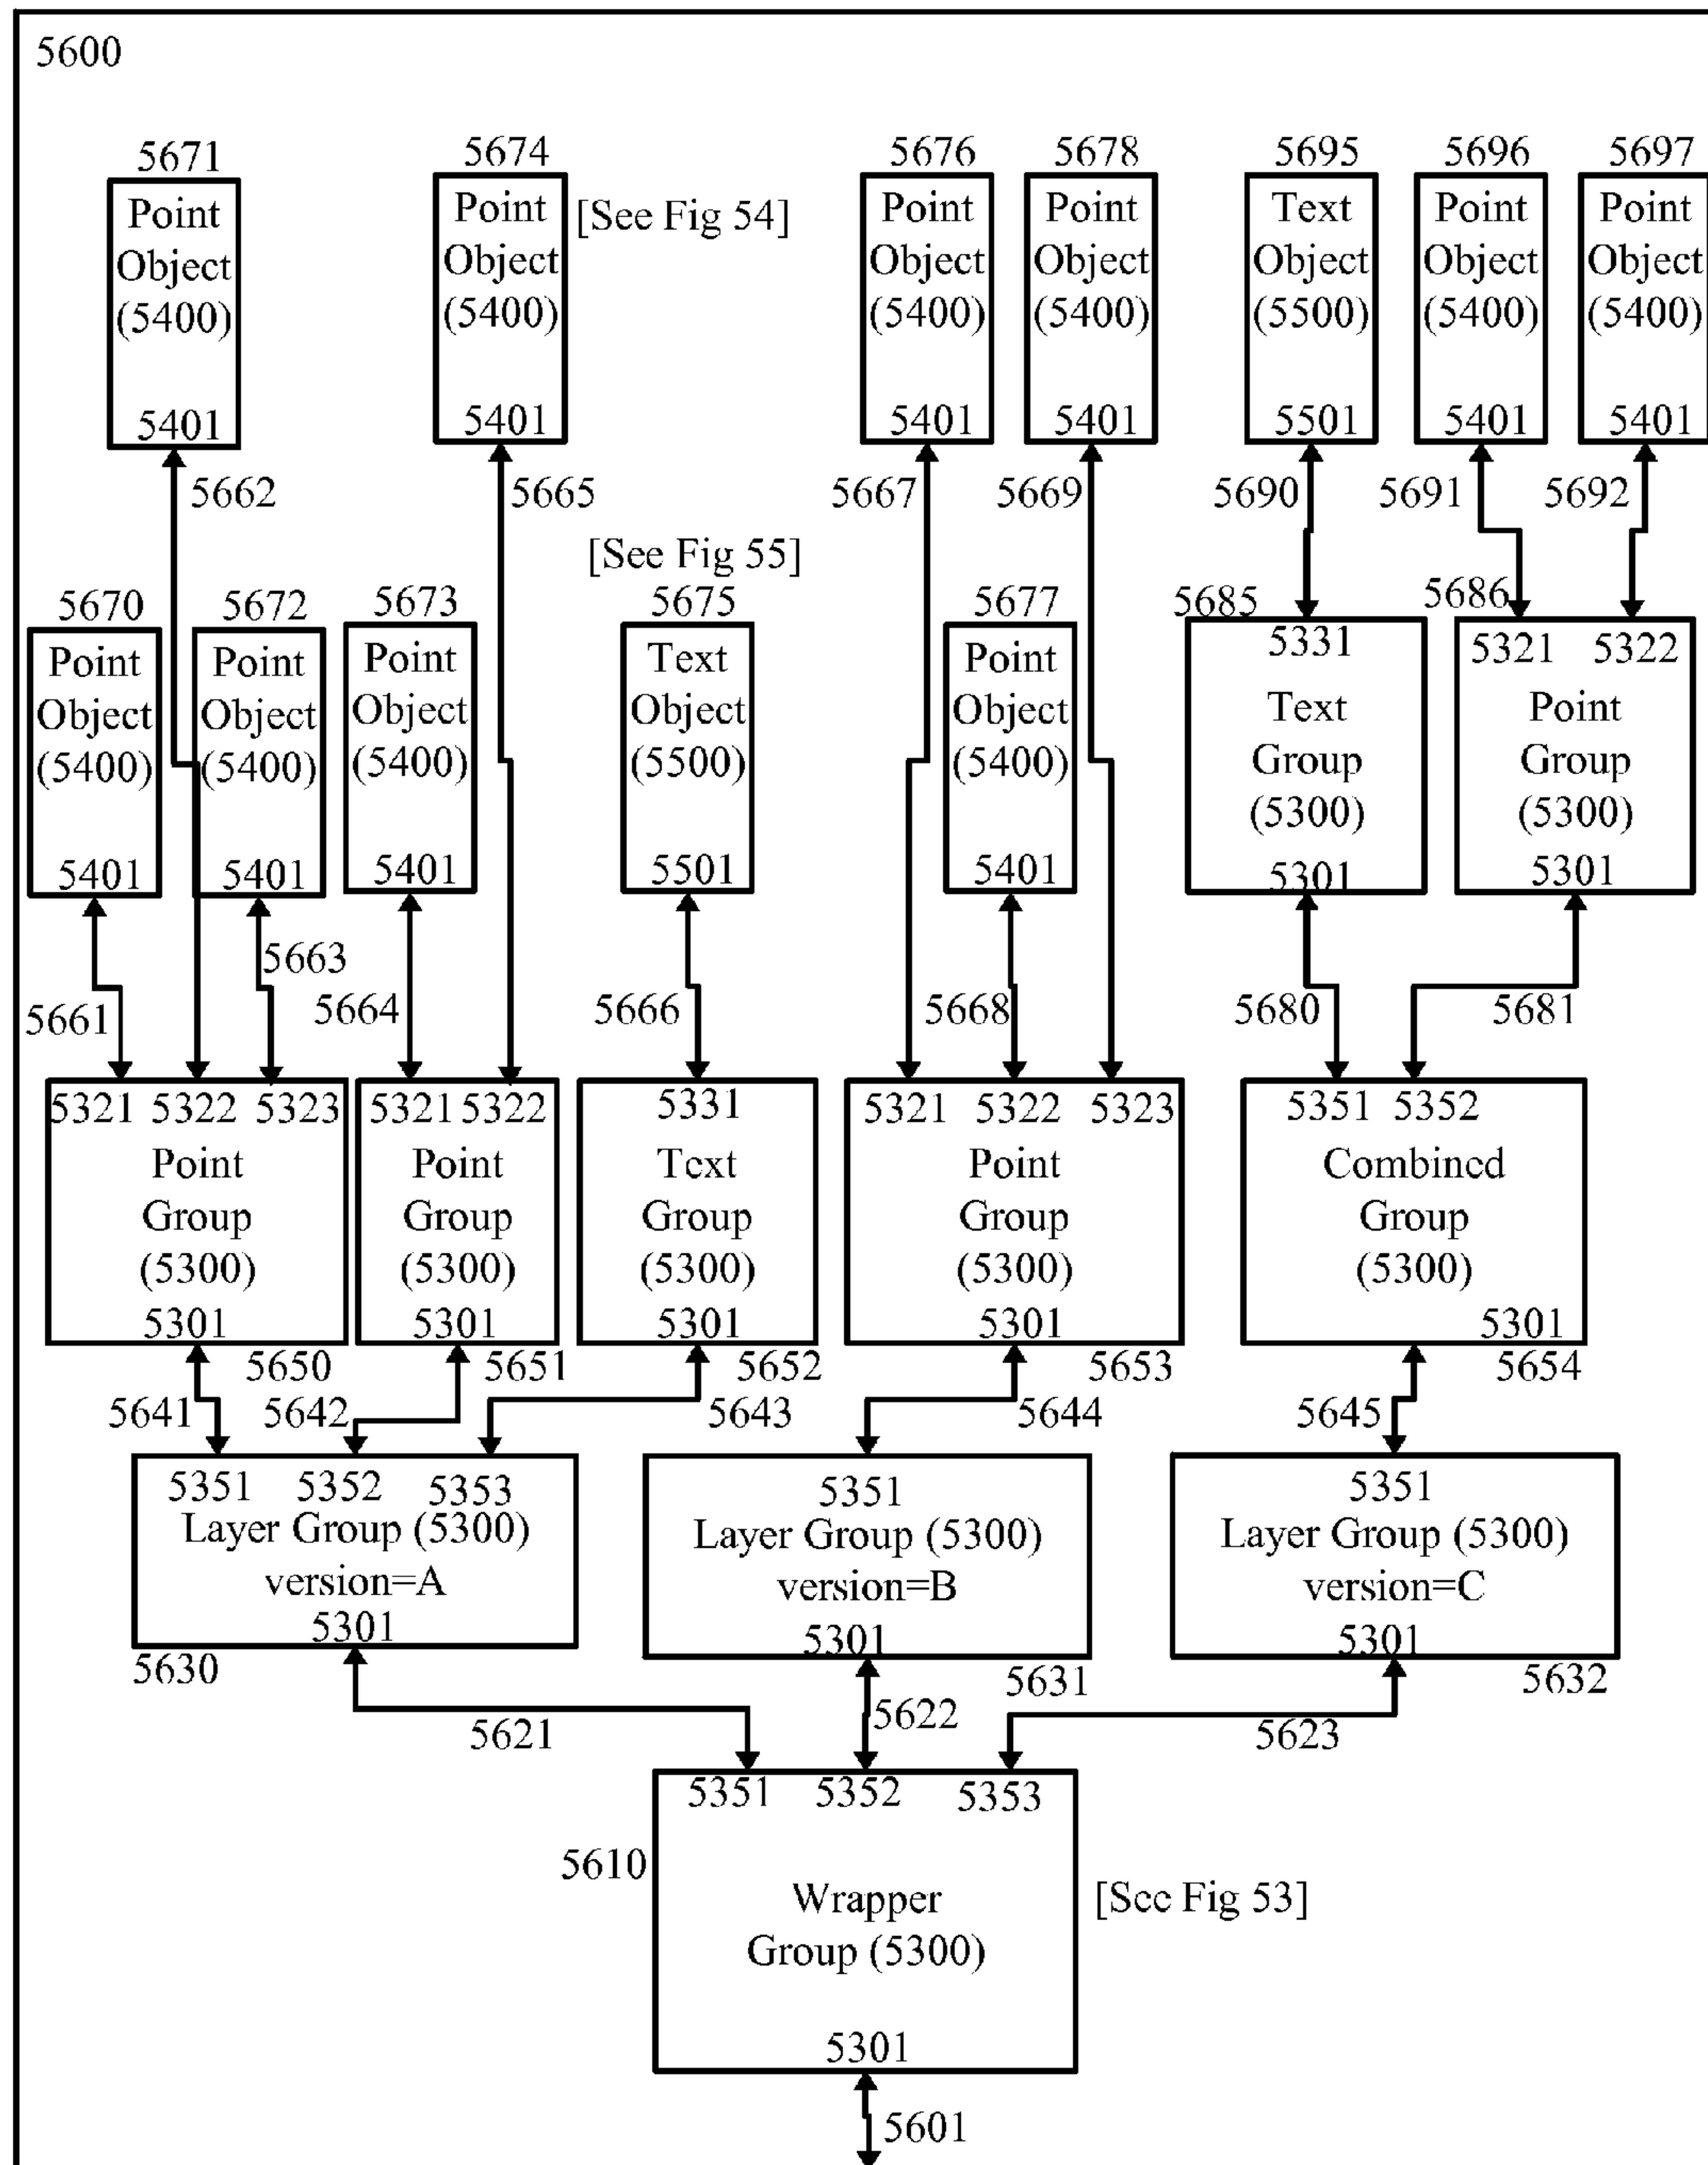 5600
5671
Point
Object
(5400)
5401
5674
Point
Object
(5400)
5401
[See Fig 54]
5676
Point
Object
(5400)
5401
5678
Point
Object
(5400)
5401
5695
Text
Object
(5500)
5501
5696
Point
Object
(5400)
5401
5697
Point
Object
(5400)
5401
5662
5665
5667
5669
5690
5691
5692
[See Fig 55]
5670
Point
Object
(5400)
5401
5672
Point
Object
(5400)
5401
5673
Point
Object
(5400)
5401
5675
Text
Object
(5500)
5501
5677
Point
Object
(5400)
5401
5685
5331
Text
Group
(5300)
5301
5686
5321 5322
Point
Group
(5300)
5301
5663
5661
5664
5666
5668
5680
5681
5321 5322 5323
Point
Group
(5300)
5301
5650
5321 5322
Point
Group
(5300)
5301
5651
5331
Text
Group
(5300)
5301
5652
5321 5322 5323
Point
Group
(5300)
5301
5653
5351 5352
Combined
Group
(5300)
5301
5654
5641
5642
5643
5644
5645
5351 5352 5353
Layer Group (5300)
version=A
5301
5630
5351
Layer Group (5300)
version=B
5301
5631
5351
Layer Group (5300)
version=C
5301
5632
5621
5622
5623
5351 5352 5353
5610
Wrapper
Group (5300)
5301
[See Fig 53]
5601